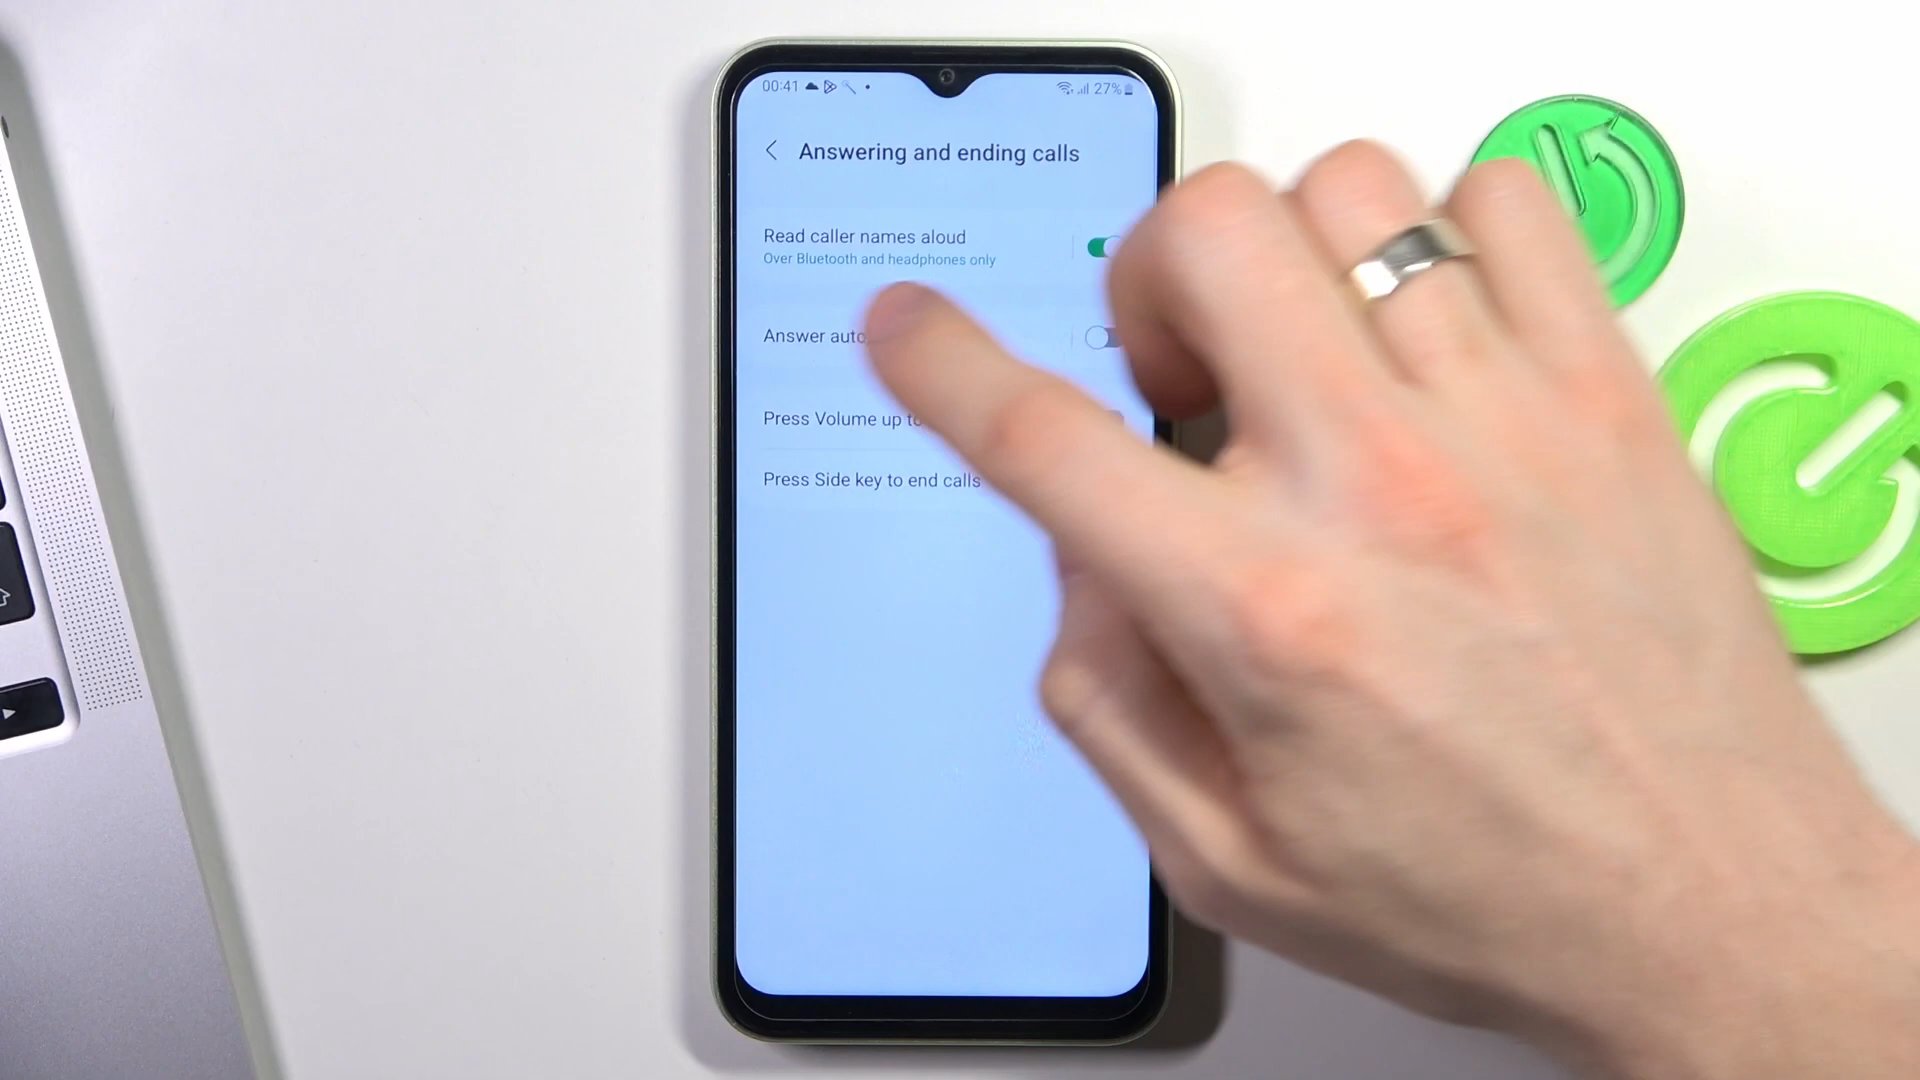 00:41
27%
Answering and ending calls
Read caller names aloud
Over Bluetooth and headphones only
Answer auto
Press Volume up to
Press Side key to end calls